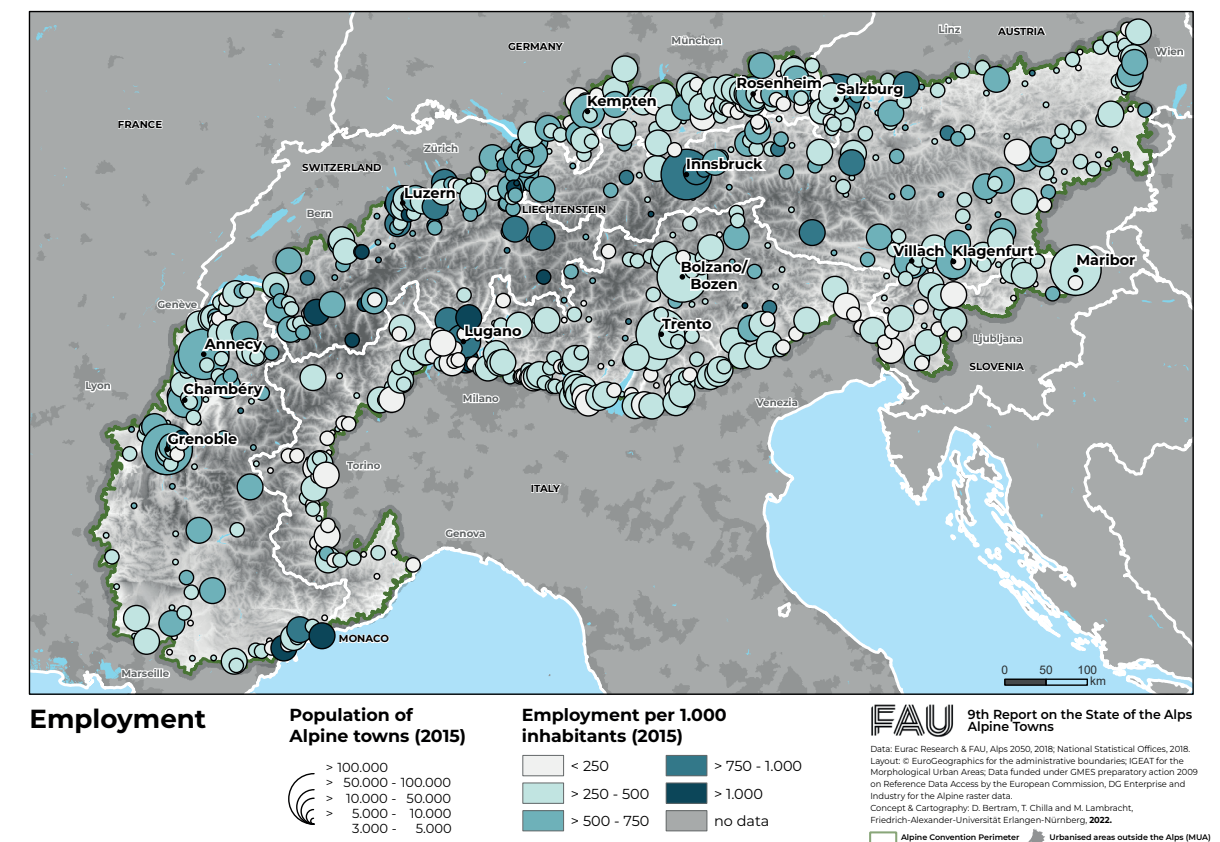 Linz
AUSTRIA
München
GERMANY
Wien
Rosenheim
Salzburg
Kempten
FRANCE
Zürich
SWITZERLAND
Innsbruck
Luzern
LIECHTENSTEIN
Bern
Villach
Klagenfurt
Maribor
Bolzano/
Bozen
Genève
Lugano
Trento
Annecy
Ljubljana
SLOVENIA
Lyon
Chambéry
Milano
Venezia
Grenoble
Torino
ITALY
Genova
MONACO
Marseille
0 50 100
km
Employment
Population of
Alpine towns (2015)
> 100.000
> 50.000 - 100.000
> 10.000 - 50.000
> 5.000 - 10.000
3.000 - 5.000
Employment per 1.000
inhabitants (2015)
< 250
> 250 - 500
> 500 - 750
> 750 - 1.000
> 1.000
no data
FAU
9th Report on the State of the Alps
Alpine Towns
Data: Eurac Research & FAU, Alps 2050, 2018; National Statistical Offices, 2018.
Layout: © EuroGeographics for the administrative boundaries; IGEAT for the
Morphological Urban Areas; Data funded under GMES preparatory action 2009
on Reference Data Access by the European Commission, DG Enterprise and
Industry for the Alpine raster data.
Concept & Cartography: D. Bertram, T. Chilla and M. Lambracht,
Friedrich-Alexander-Universität Erlangen-Nürnberg, 2022.
Alpine Convention Perimeter
Urbanised areas outside the Alps (MUA)